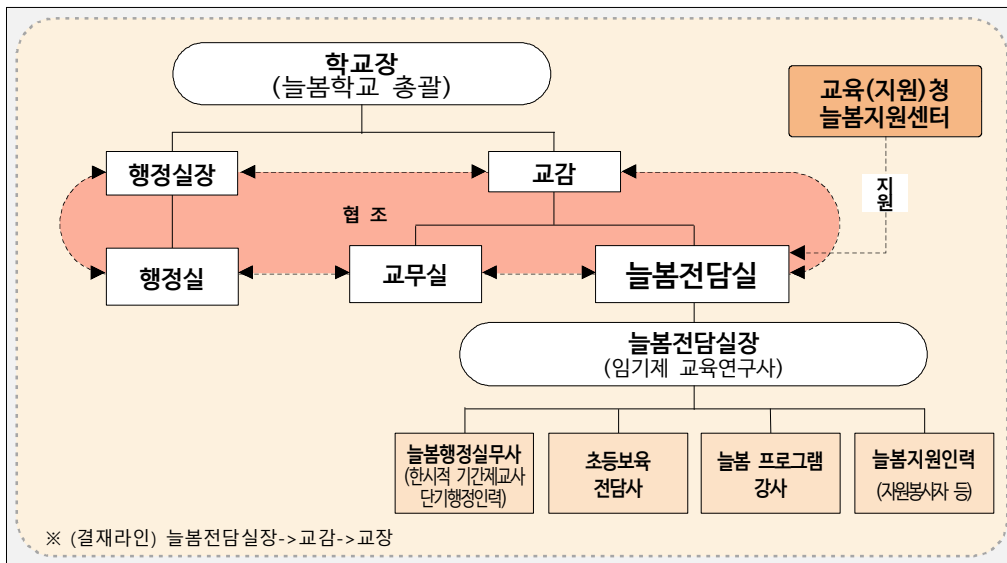 학교장
(늘봄학교 총괄)
교육(지원)청
늘봄지원센터
행정실장
교감
지원
협 조
행정실
교무실
늘봄전담실
늘봄전담실장
(임기제 교육연구사)
늘봄행정실무사
(한시적 기간제교사
단기행정인력)
초등보육
전담사
늘봄 프로그램
강사
늘봄지원인력
(자원봉사자 등)
※ (결재라인) 늘봄전담실장->교감->교장